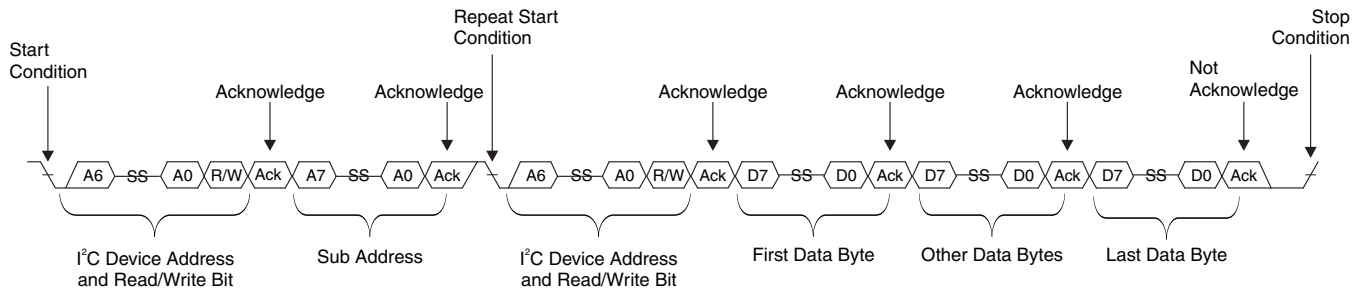 Start
Condition
Repeat Start
Condition
Stop
Condition
Acknowledge
Acknowledge
Acknowledge
Acknowledge
Acknowledge
Not
Acknowledge
A6 SS A0 R/W Ack A7 SS A0 Ack A6 SS A0 R/W Ack D7 SS D0 Ack D7 SS D0 Ack D7 SS D0 Ack
I²C Device Address
and Read/Write Bit
Sub Address
I²C Device Address
and Read/Write Bit
First Data Byte
Other Data Bytes
Last Data Byte